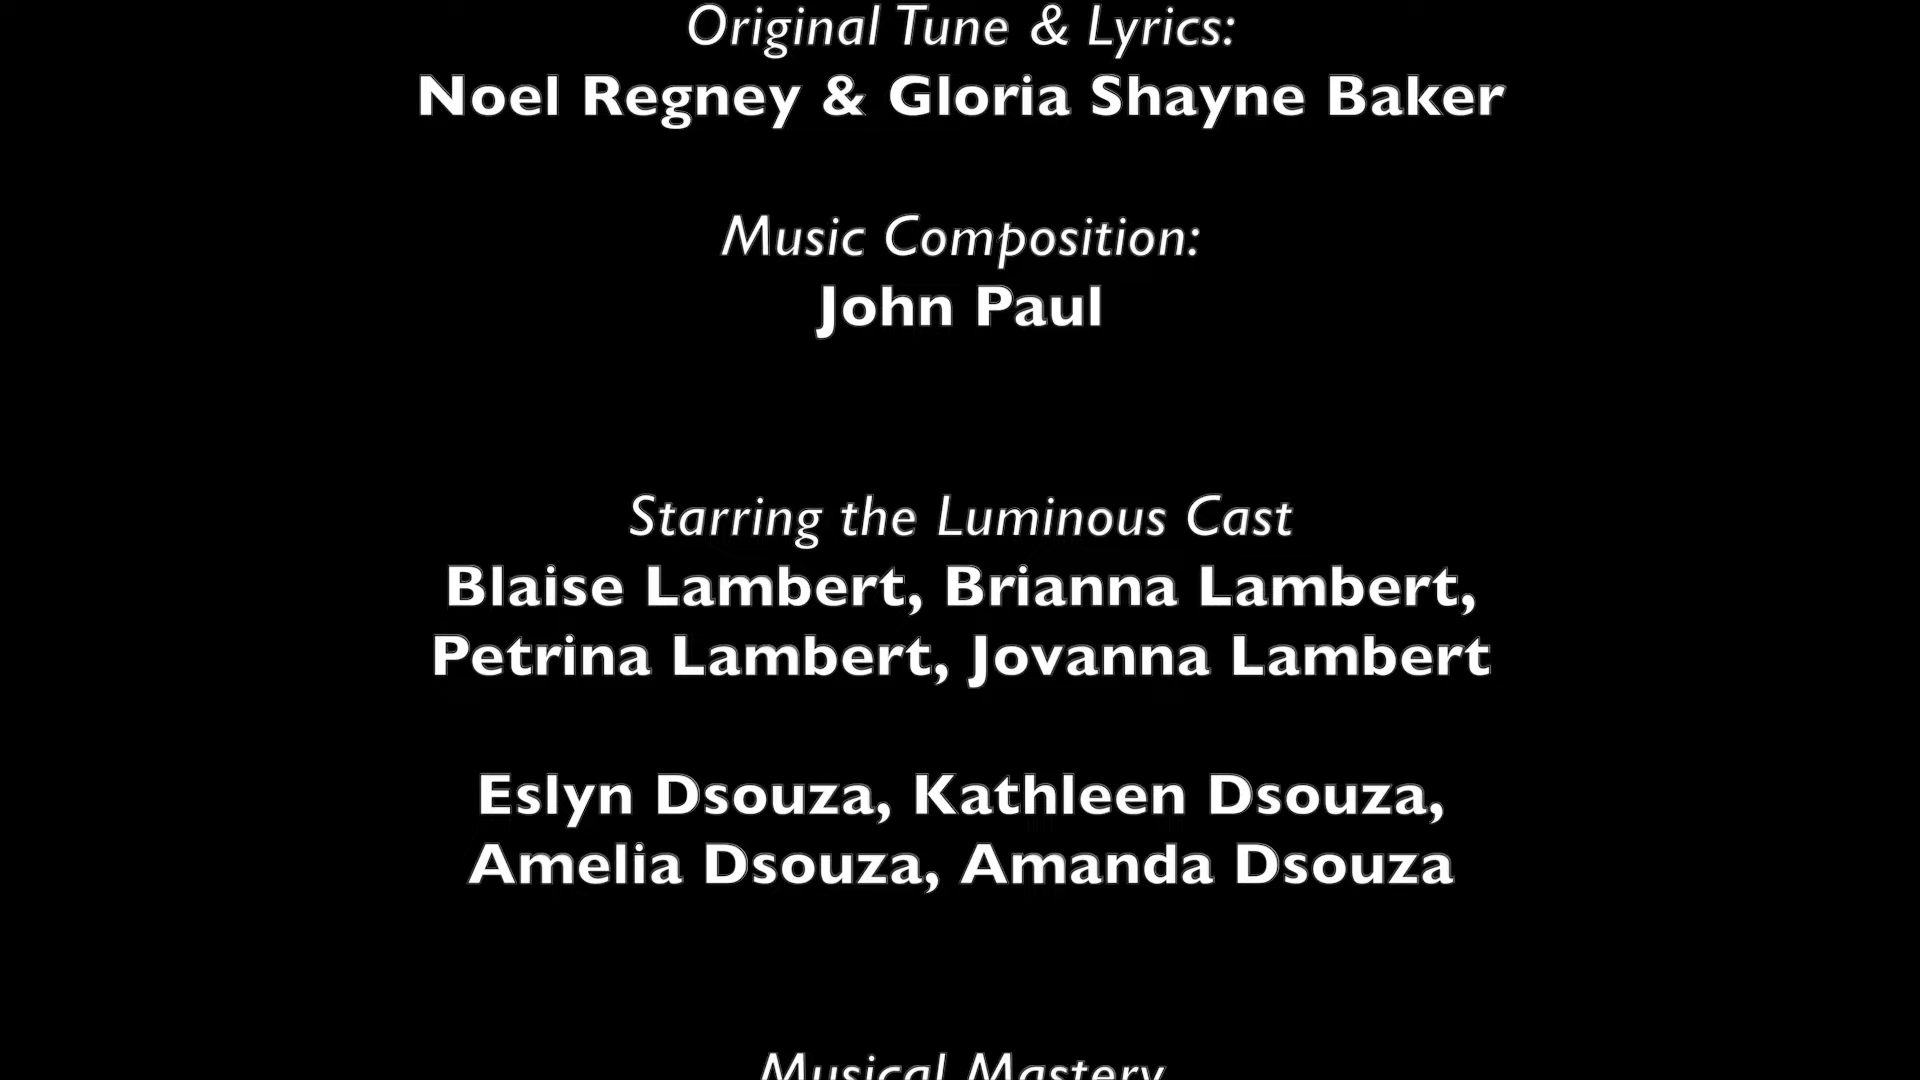 Original Tune & Lyrics:
Noel Regney & Gloria Shayne Baker
Music Composition:
John Paul
Starring the Luminous Cast
Blaise Lambert, Brianna Lambert,
Petrina Lambert, Jovanna Lambert
Eslyn Dsouza, Kathleen Dsouza,
Amelia Dsouza, Amanda Dsouza
Musical Mastery